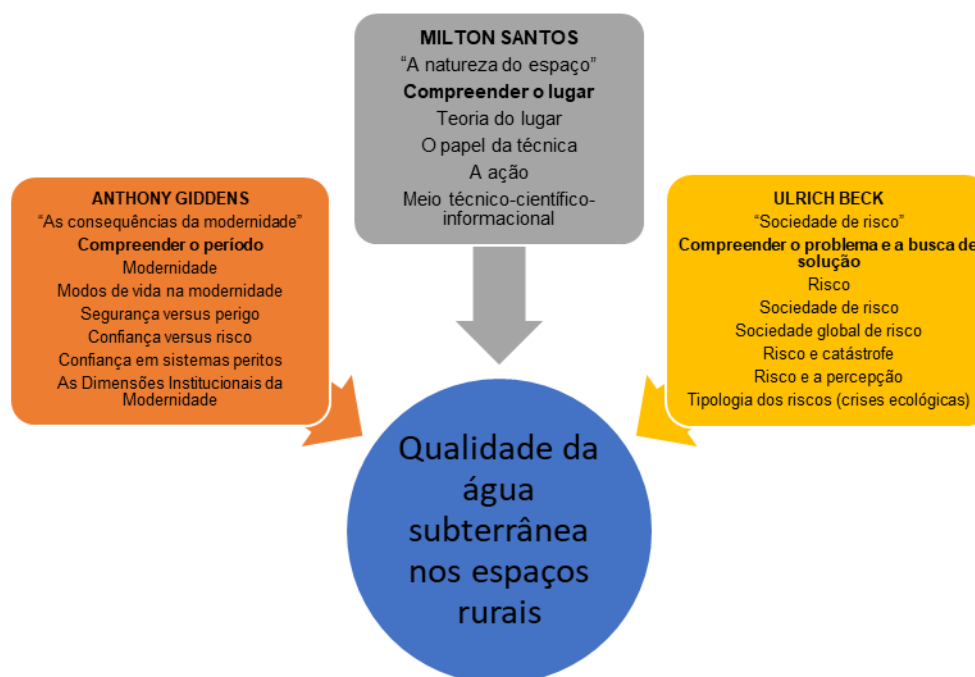 MILTON SANTOS
“A natureza do espaço”
Compreender o lugar
Teoria do lugar
O papel da técnica
A ação
Meio técnico-científico-
informacional
ANTHONY GIDDENS
“As consequências da modernidade”
Compreender o período
Modernidade
Modos de vida na modernidade
Segurança versus perigo
Confiança versus risco
Confiança em sistemas peritos
As Dimensões Institucionais da
Modernidade
ULRICH BECK
“Sociedade de risco”
Compreender o problema e a busca de
solução
Risco
Sociedade de risco
Sociedade global de risco
Risco e catástrofe
Risco e a percepção
Tipologia dos riscos (crises ecológicas)
Qualidade da
água
subterrânea
nos espaços
rurais